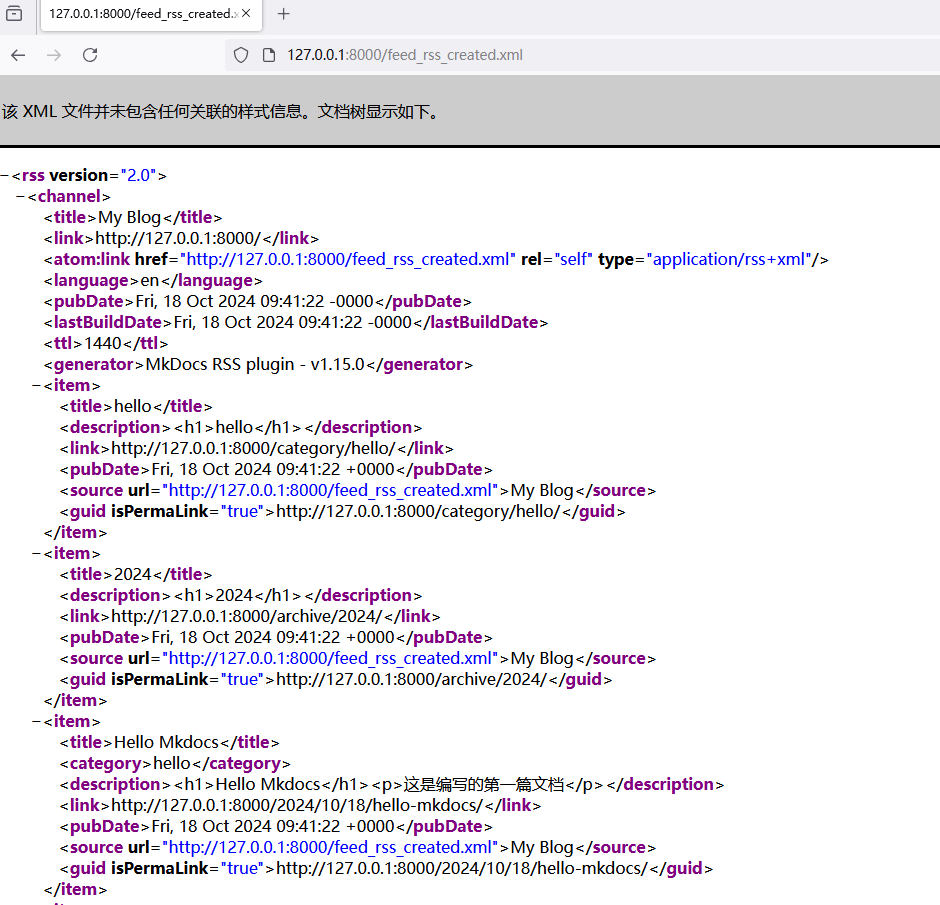 127.0.0.1:8000/feed_rss_created.x
127.0.0.1:8000/feed_rss_created.xml
该 XML 文件并未包含任何关联的样式信息。文档树显示如下。
−<rss version="2.0">
−<channel>
<title>My Blog</title>
<link>http://127.0.0.1:8000/</link>
<atom:link href="http://127.0.0.1:8000/feed_rss_created.xml" rel="self" type="application/rss+xml"/>
<language>en</language>
<pubDate>Fri, 18 Oct 2024 09:41:22 -0000</pubDate>
<lastBuildDate>Fri, 18 Oct 2024 09:41:22 -0000</lastBuildDate>
<ttl>1440</ttl>
<generator>MkDocs RSS plugin - v1.15.0</generator>
−<item>
<title>hello</title>
<description><h1>hello</h1></description>
<link>http://127.0.0.1:8000/category/hello/</link>
<pubDate>Fri, 18 Oct 2024 09:41:22 +0000</pubDate>
<source url="http://127.0.0.1:8000/feed_rss_created.xml">My Blog</source>
<guid isPermaLink="true">http://127.0.0.1:8000/category/hello/</guid>
</item>
−<item>
<title>2024</title>
<description><h1>2024</h1></description>
<link>http://127.0.0.1:8000/archive/2024/</link>
<pubDate>Fri, 18 Oct 2024 09:41:22 +0000</pubDate>
<source url="http://127.0.0.1:8000/feed_rss_created.xml">My Blog</source>
<guid isPermaLink="true">http://127.0.0.1:8000/archive/2024/</guid>
</item>
−<item>
<title>Hello Mkdocs</title>
<category>hello</category>
<description><h1>Hello Mkdocs</h1><p>这是编写的第一篇文档</p></description>
<link>http://127.0.0.1:8000/2024/10/18/hello-mkdocs/</link>
<pubDate>Fri, 18 Oct 2024 09:41:22 +0000</pubDate>
<source url="http://127.0.0.1:8000/feed_rss_created.xml">My Blog</source>
<guid isPermaLink="true">http://127.0.0.1:8000/2024/10/18/hello-mkdocs/</guid>
</item>